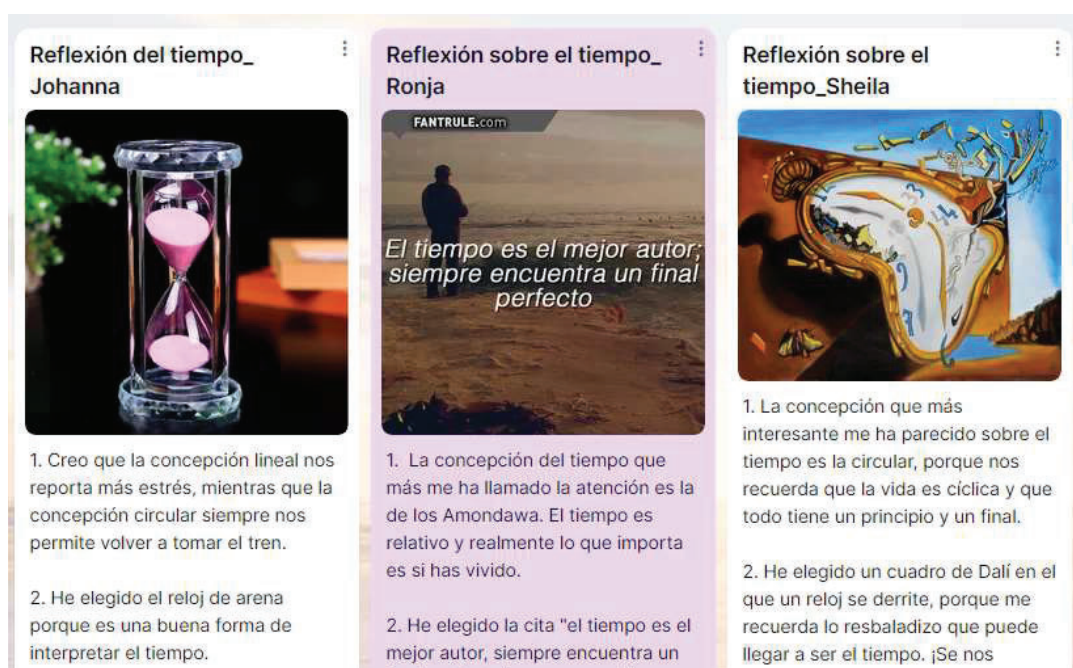 Reflexión del tiempo_
Johanna
1. Creo que la concepción lineal nos
reporta más estrés, mientras que la
concepción circular siempre nos
permite volver a tomar el tren.
2. He elegido el reloj de arena
porque es una buena forma de
interpretar el tiempo.
Reflexión sobre el tiempo_
Ronja
FANTRULE.com
El tiempo es el mejor autor;
siempre encuentra un final
perfecto
1. La concepción del tiempo que
más me ha llamado la atención es la
de los Amondawa. El tiempo es
relativo y realmente lo que importa
es si has vivido.
2. He elegido la cita "el tiempo es el
mejor autor, siempre encuentra un
Reflexión sobre el
tiempo_Sheila
1. La concepción que más
interesante me ha parecido sobre el
tiempo es la circular, porque nos
recuerda que la vida es cíclica y que
todo tiene un principio y un final.
2. He elegido un cuadro de Dalí en el
que un reloj se derrite, porque me
recuerda lo resbaladizo que puede
llegar a ser el tiempo. ¡Se nos